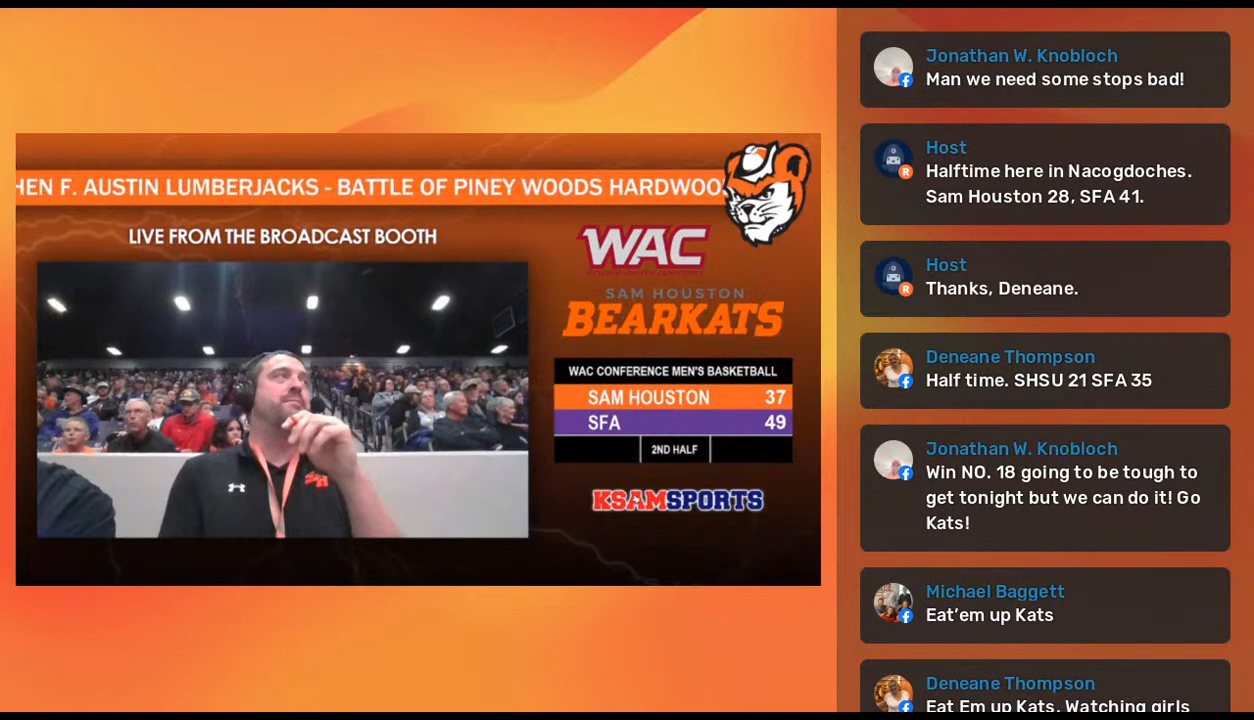 HEN F. AUSTIN LUMBERJACKS - BATTLE OF PINEY WOODS HARDWOO
LIVE FROM THE BROADCAST BOOTH
WAC
SAM HOUSTON
BEARKATS
WAC CONFERENCE MEN'S BASKETBALL
SAM HOUSTON 37
SFA 49
2ND HALF
KSAMSPORTS
SH
Jonathan W. Knobloch
Man we need some stops bad!
Host
Halftime here in Nacogdoches.
Sam Houston 28, SFA 41.
Host
Thanks, Deneane.
Deneane Thompson
Half time. SHSU 21 SFA 35
Jonathan W. Knobloch
Win NO. 18 going to be tough to
get tonight but we can do it! Go
Kats!
Michael Baggett
Eat’em up Kats
Deneane Thompson
Eat Em up Kats. Watching girls